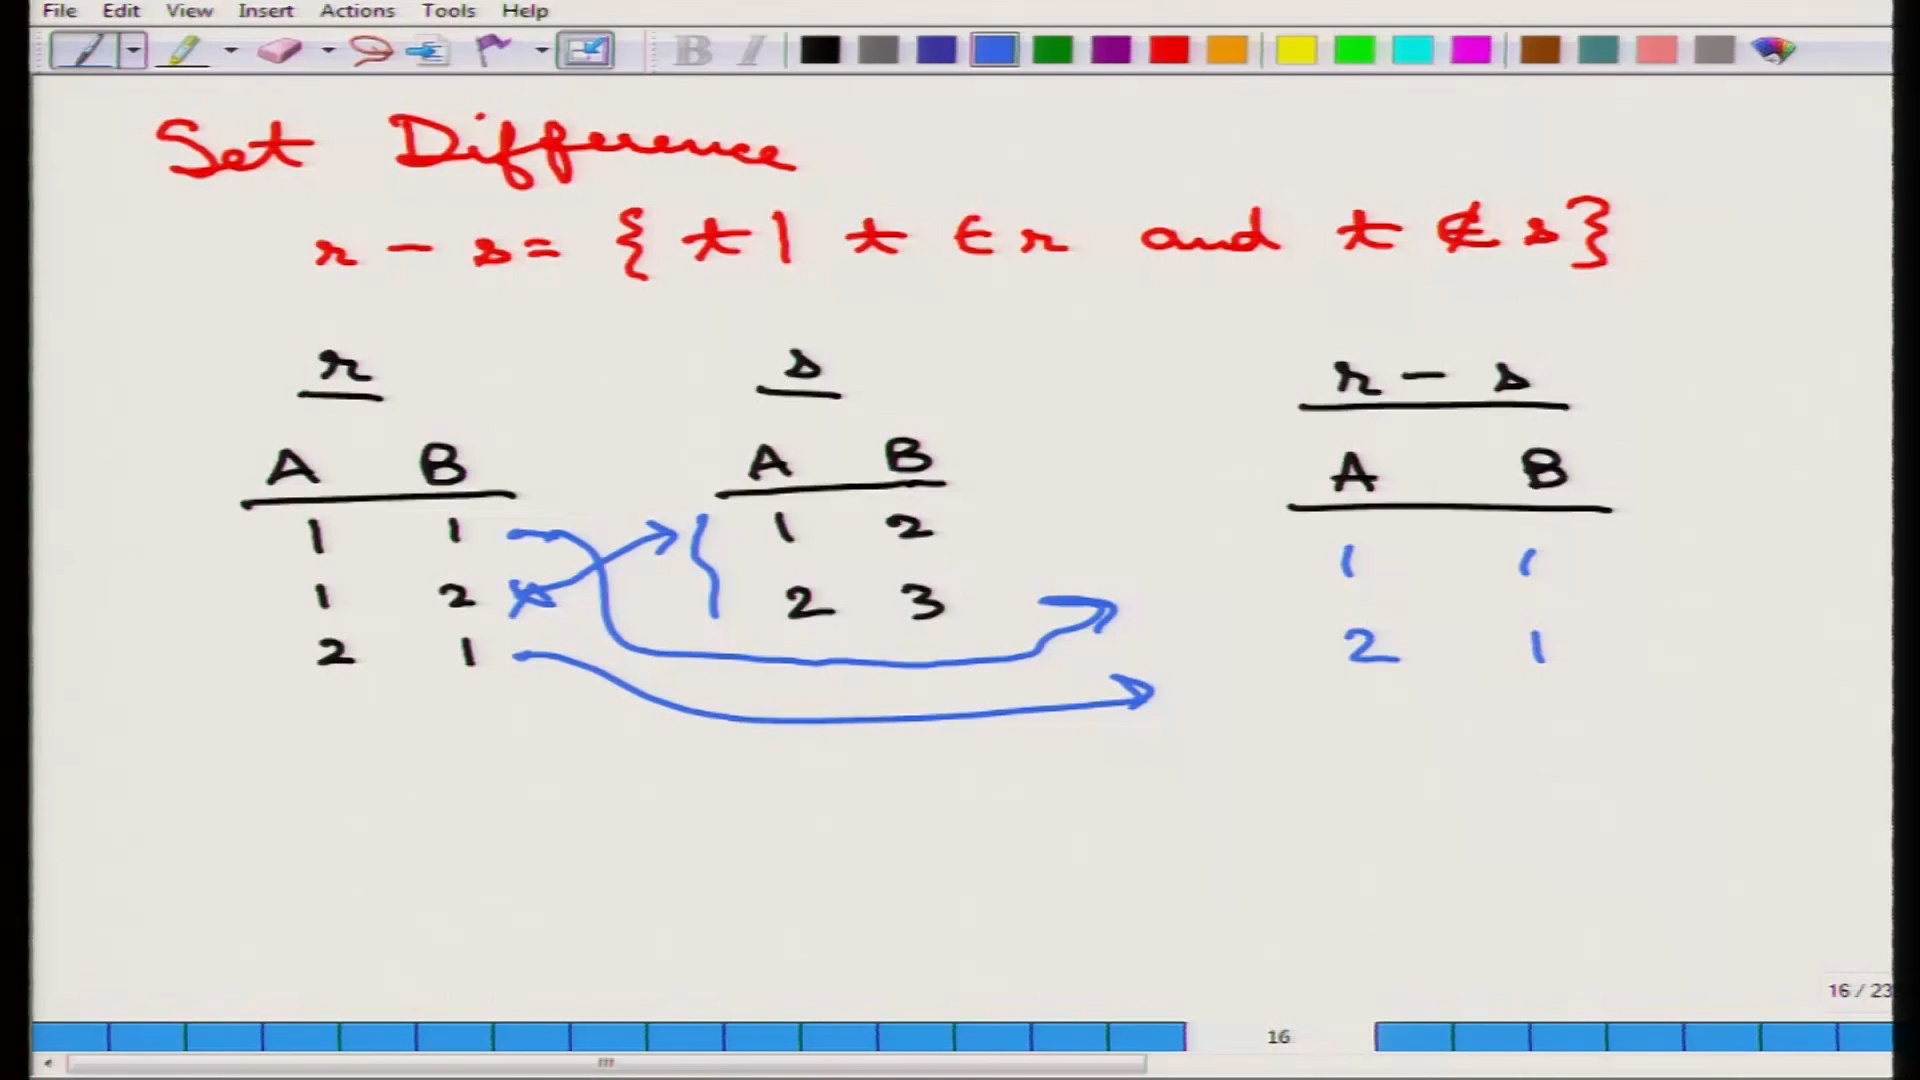 File Edit View Insert Actions Tools Help
B I
Set Difference
r - s = { t | t ∈ r and t ∉ s }
r s r - s
A B A B A B
1 1 1 2 1 1
1 2 2 3 2 1
2 1
16 / 23
16